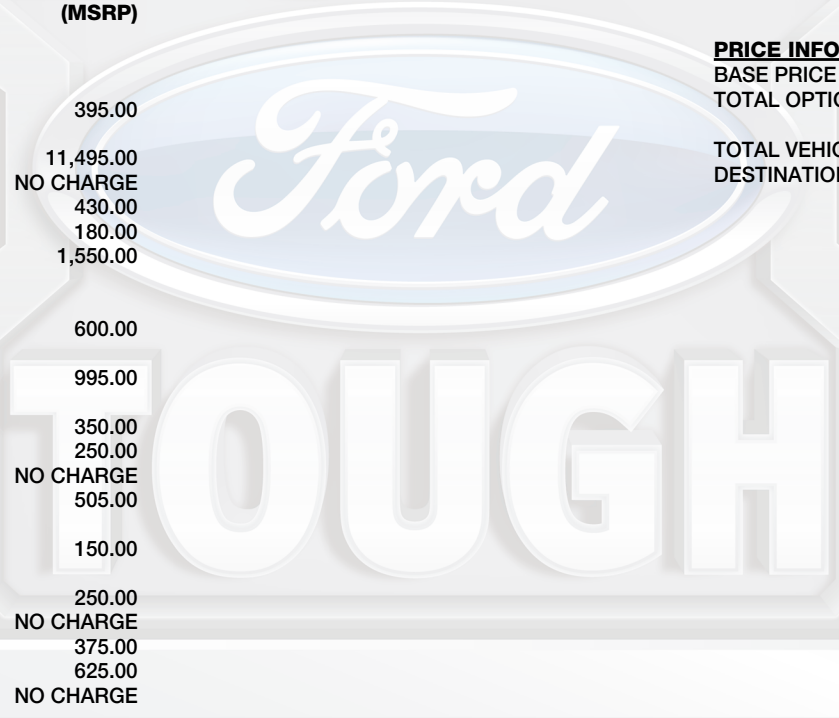 (MSRP)
395.00
11,495.00
NO CHARGE
430.00
180.00
1,550.00
600.00
995.00
350.00
250.00
NO CHARGE
505.00
150.00
250.00
NO CHARGE
375.00
625.00
NO CHARGE
PRICE INFO
BASE PRICE
TOTAL OPTIO
TOTAL VEHIC
DESTINATION
Ford
TOUGH